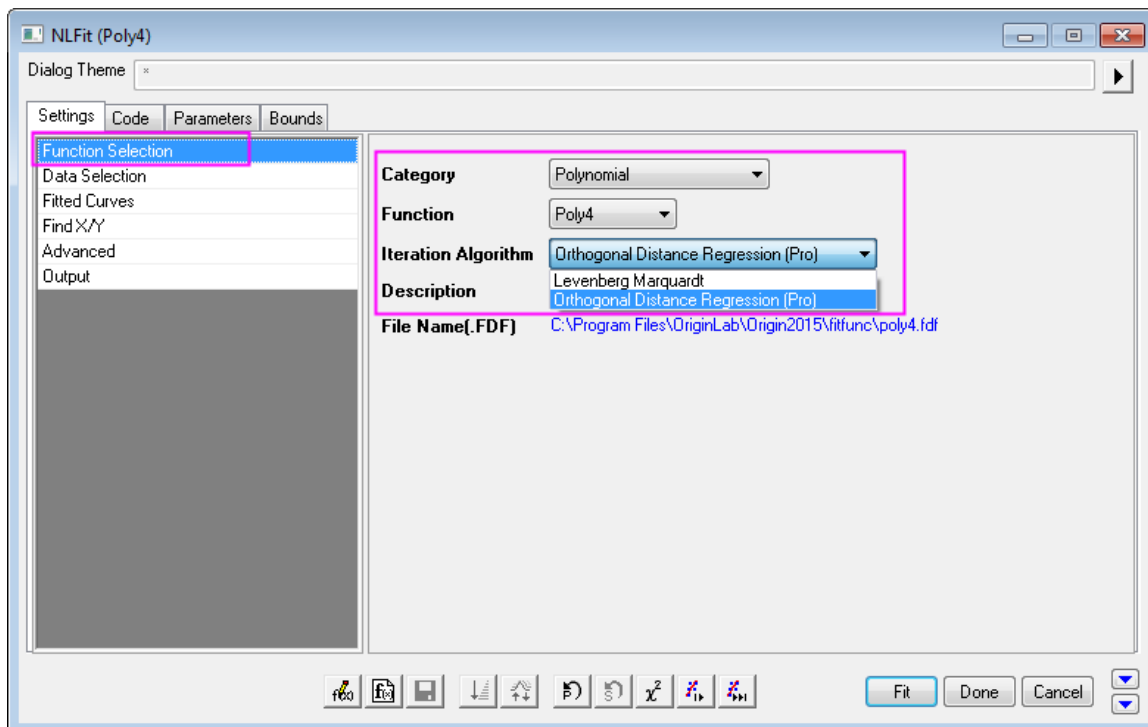 NLFit (Poly4)
Dialog Theme *
Settings Code Parameters Bounds
Function Selection
Data Selection
Fitted Curves
Find X/Y
Advanced
Output
Category Polynomial
Function Poly4
Iteration Algorithm Orthogonal Distance Regression (Pro)
Levenberg Marquardt
Orthogonal Distance Regression (Pro)
Description
File Name(.FDF) C:\Program Files\OriginLab\Origin2015\fitfunc\poly4.fdf
Fit Done Cancel